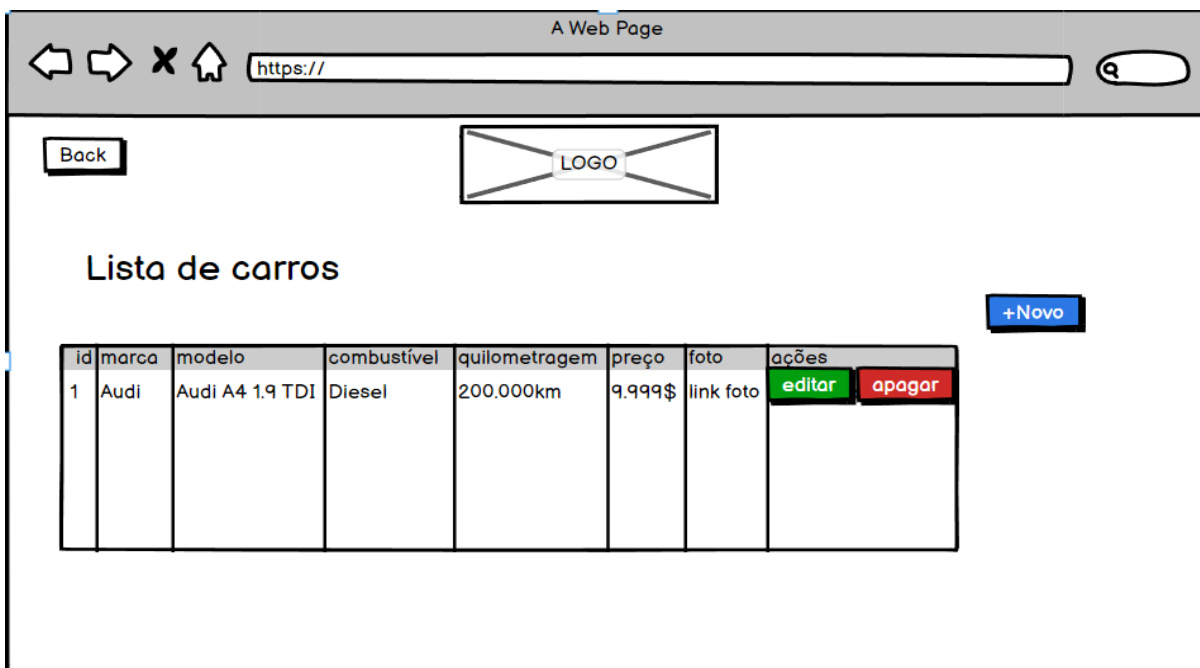 A Web Page
https://
Back
LOGO
Lista de carros
+Novo
id marca modelo combustível quilometragem preço foto ações
1 Audi Audi A4 1.9 TDI Diesel 200.000km 9.999$ link foto editar apagar